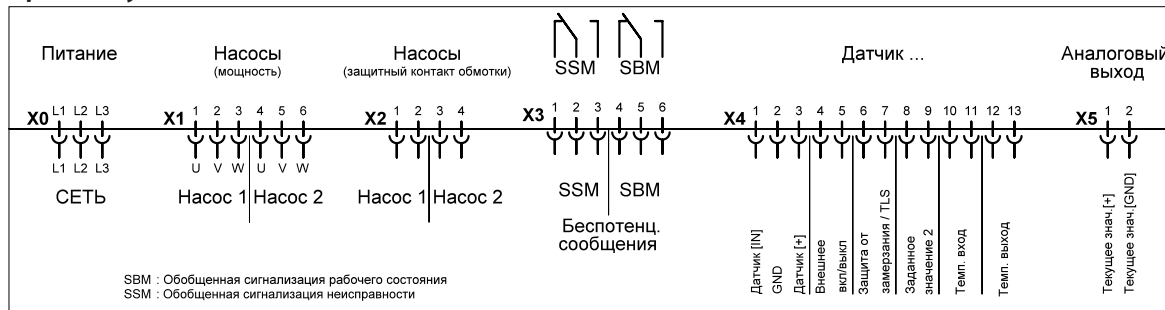 Питание Насосы Насосы SSM SBM Датчик ... Аналоговый
(мощность) (защитный контакт обмотки) выход
X0 L1 L2 L3 X1 1 2 3 4 5 6 X2 1 2 3 4 X3 1 2 3 4 5 6 X4 1 2 3 4 5 6 7 8 9 10 11 12 13 X5 1 2
L1 L2 L3 U V W U V W
СЕТЬ Насос 1 Насос 2 Насос 1 Насос 2 SSM SBM
Беспотенц.
сообщения
Датчик [IN]
GND
Датчик [+]
Внешнее
вкл/выкл
Защита от
замерзания / TLS
Заданное
значение 2
Темп. вход
Темп. выход
Текущее знач.[+]
Текущее знач.[GND]
SBM : Обобщенная сигнализация рабочего состояния
SSM : Обобщенная сигнализация неисправности